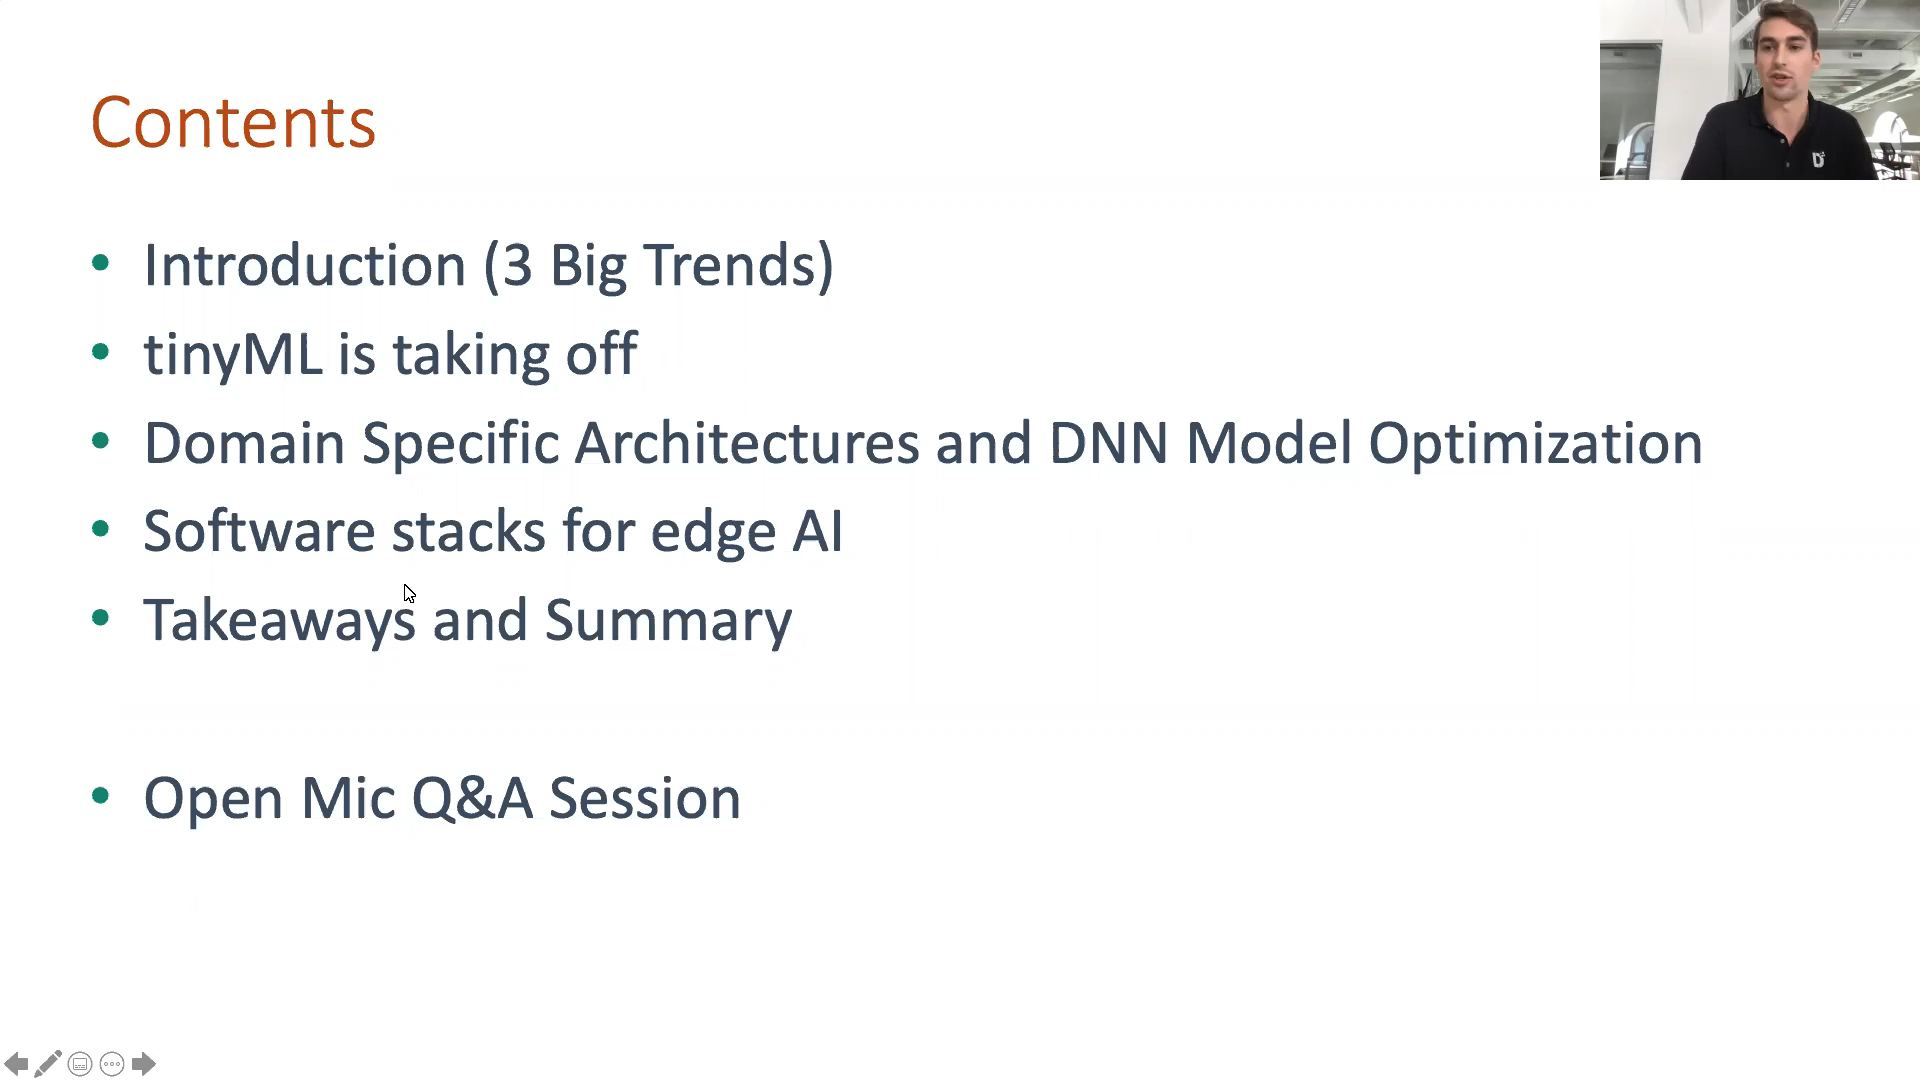 Contents
• Introduction (3 Big Trends)
• tinyML is taking off
• Domain Specific Architectures and DNN Model Optimization
• Software stacks for edge AI
• Takeaways and Summary
• Open Mic Q&A Session